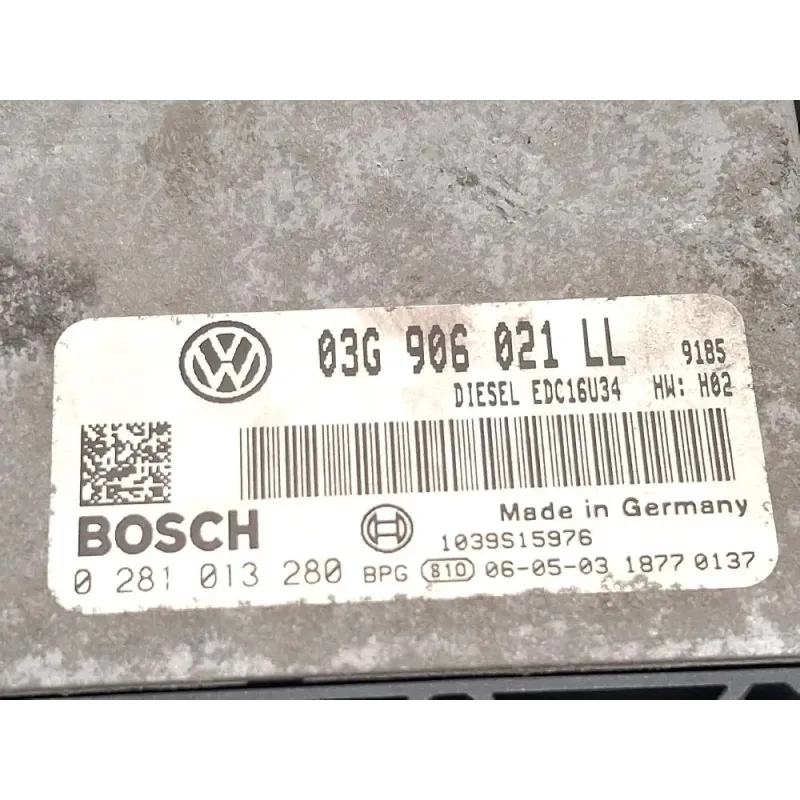 03G 906 021 LL 9185
DIESEL EDC16U34 HW: H02
Made in Germany
BOSCH 1039S15976
0 281 013 280 BPG 810 06-05-03 1877 0137